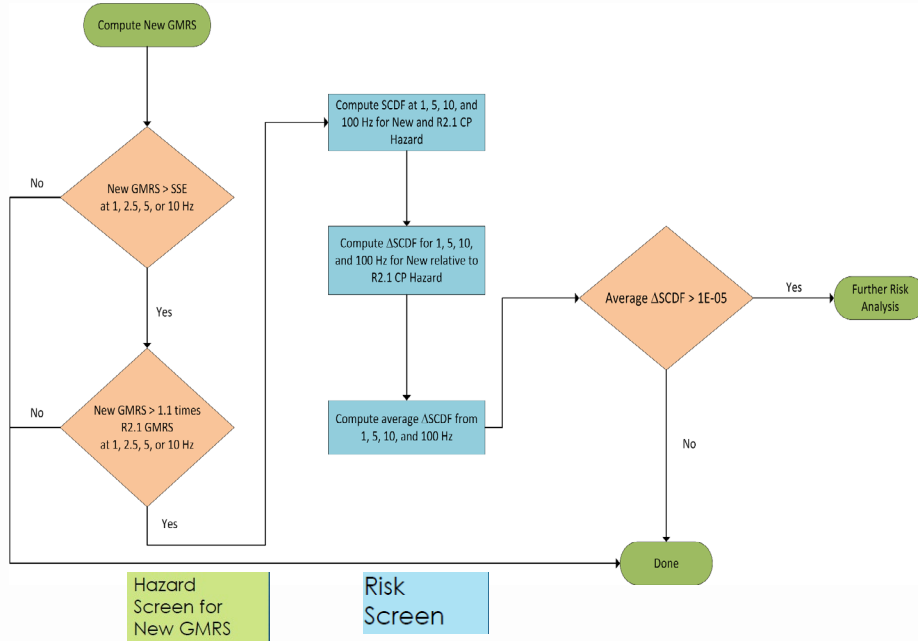 Compute New GMRS
New GMRS > SSE
at 1, 2.5, 5, or 10 Hz
No
Yes
New GMRS > 1.1 times
R2.1 GMRS
at 1, 2.5, 5, or 10 Hz
No
Yes
Compute SCDF at 1, 5, 10, and
100 Hz for New and R2.1 CP
Hazard
Compute ΔSCDF for 1, 5, 10,
and 100 Hz for New relative to
R2.1 CP Hazard
Compute average ΔSCDF from
1, 5, 10, and 100 Hz
Average ΔSCDF > 1E-05
Yes
Further Risk
Analysis
No
Done
Hazard
Screen for
New GMRS
Risk
Screen